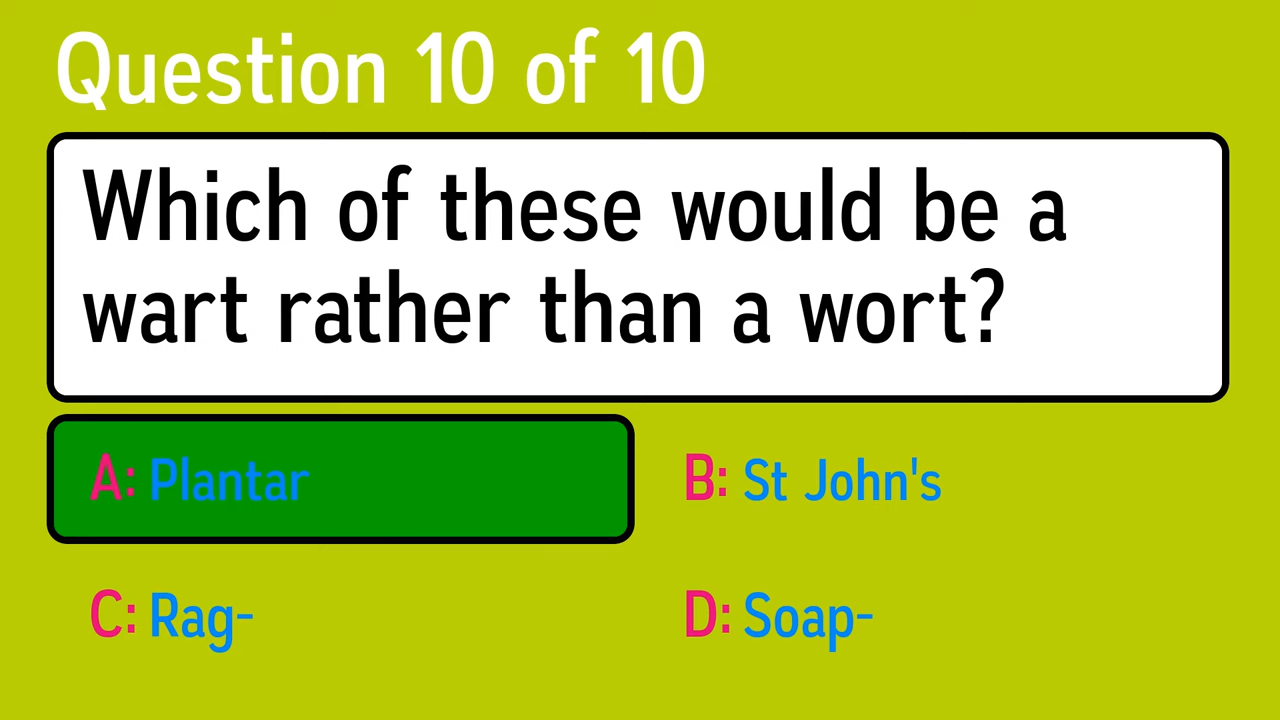 Question 10 of 10
Which of these would be a
wart rather than a wort?
A: Plantar
B: St John's
C: Rag-
D: Soap-